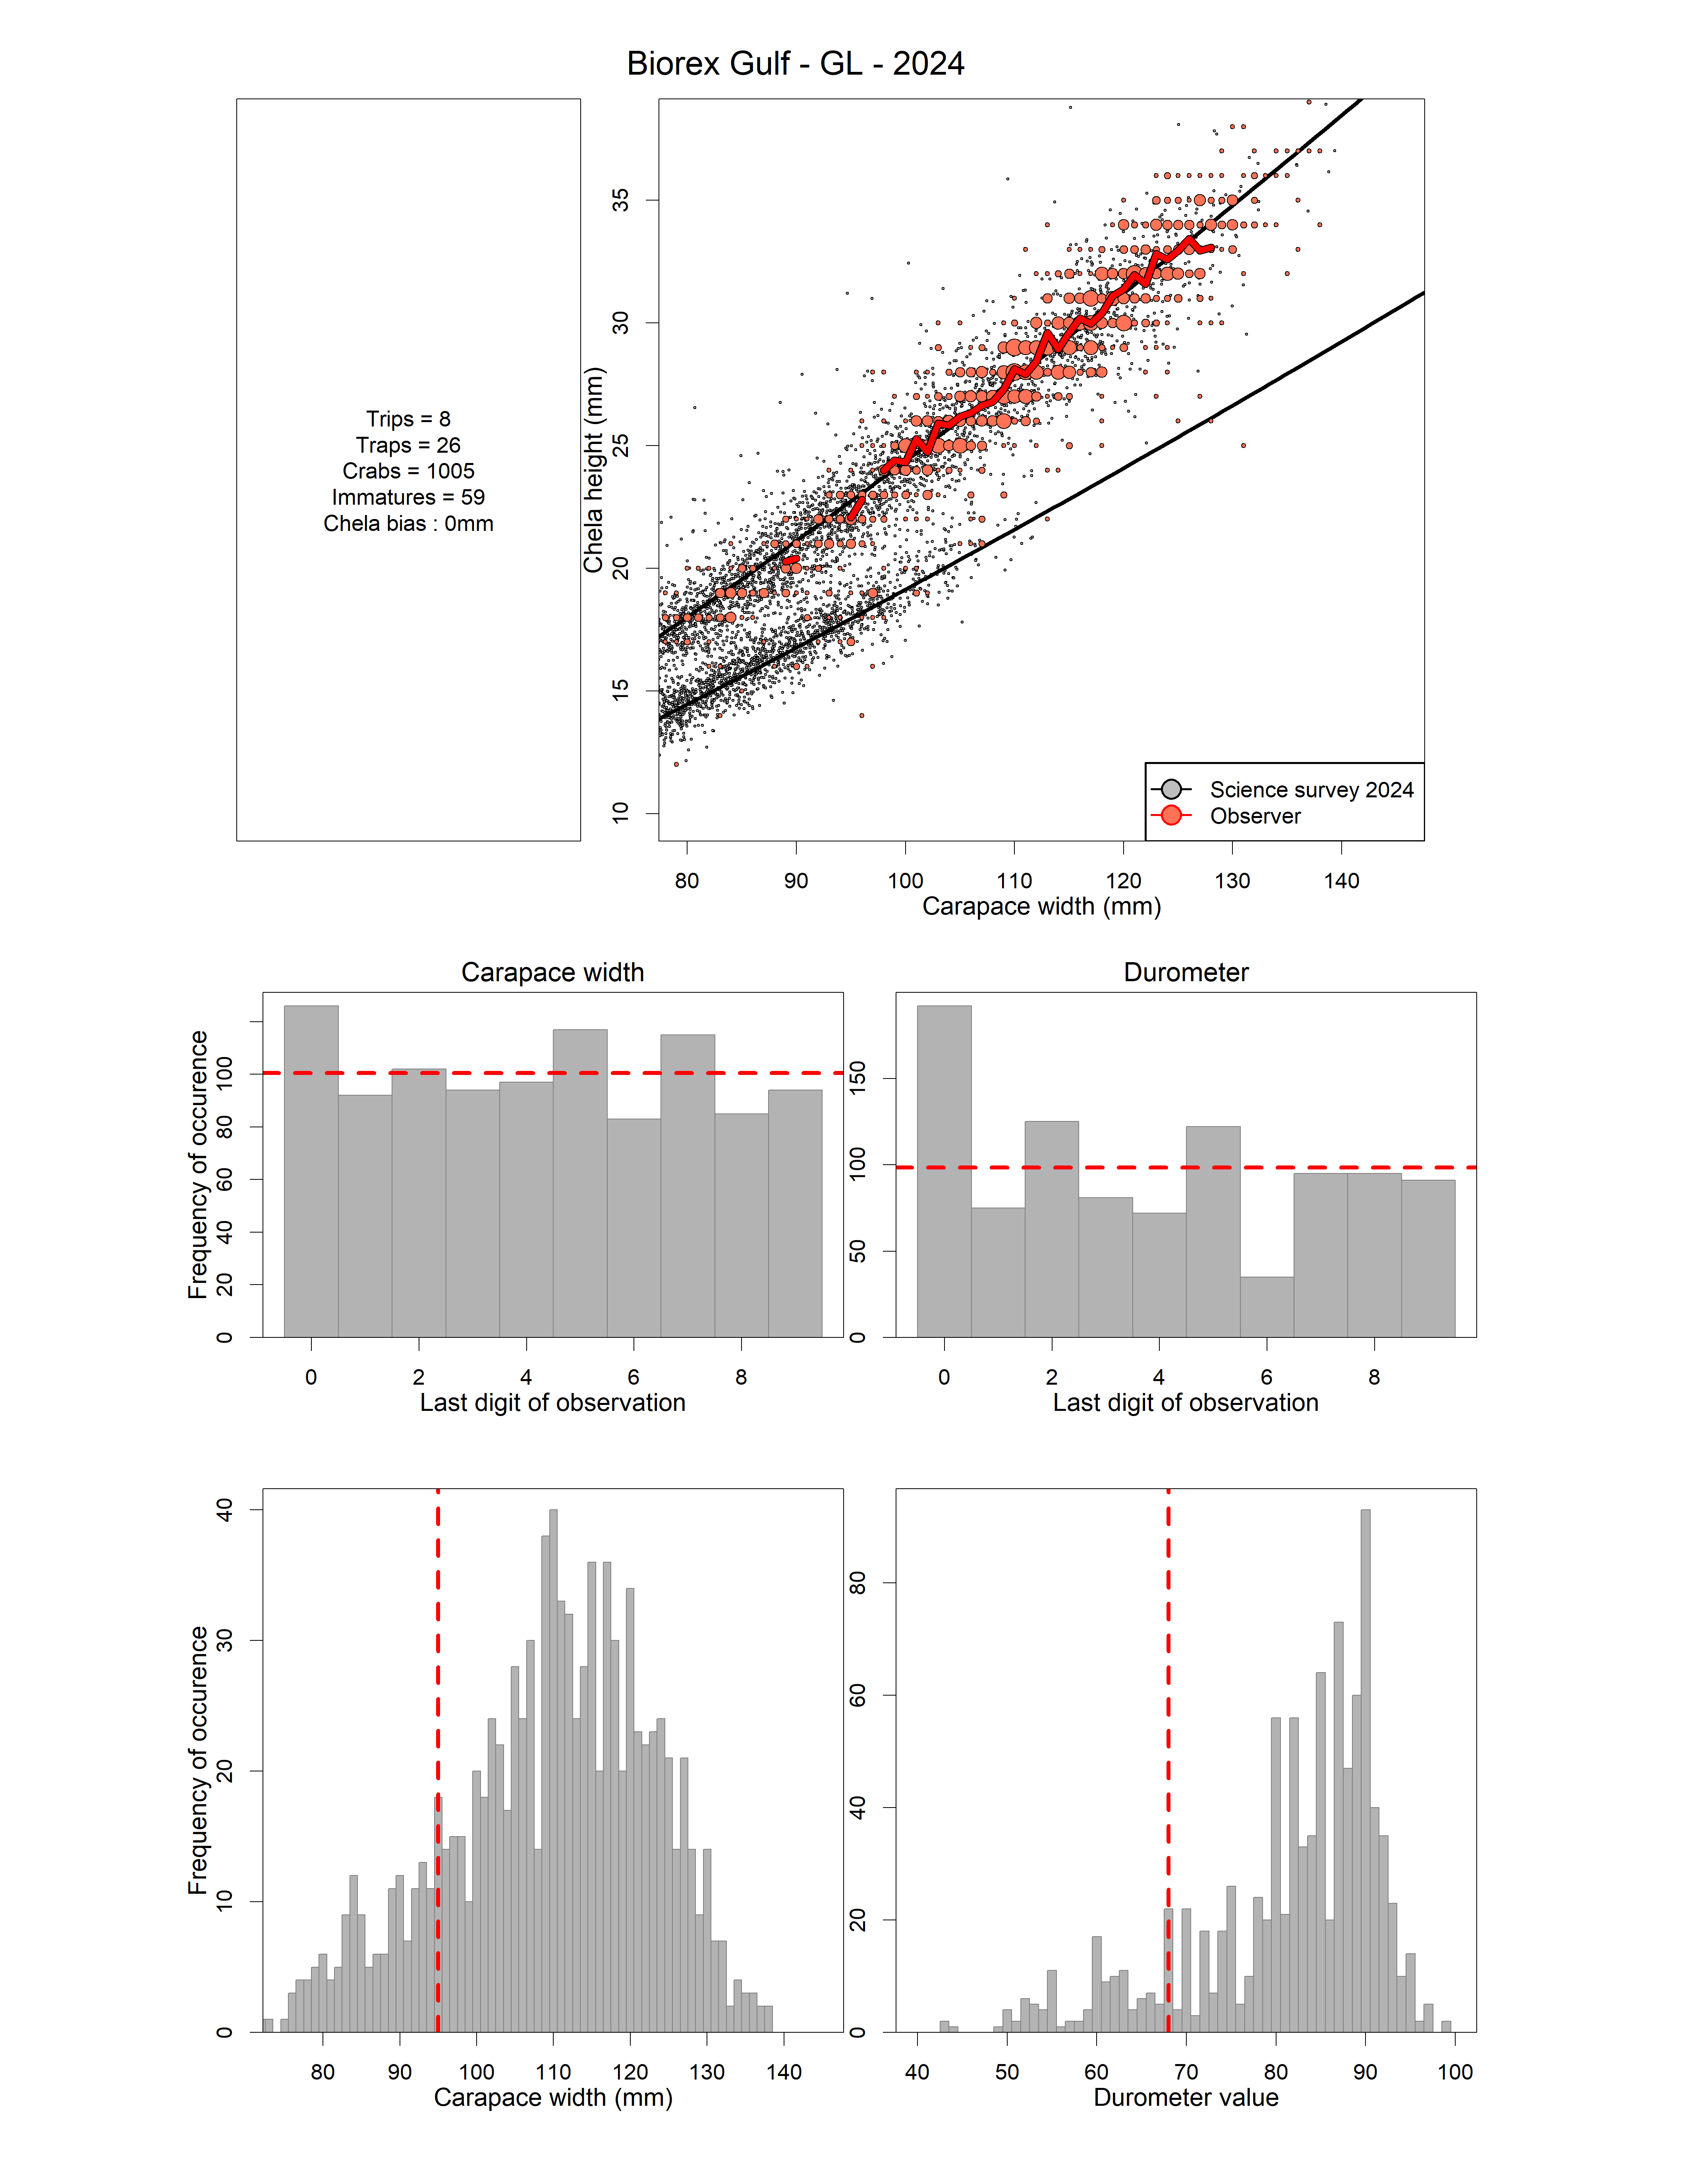 Biorex Gulf - GL - 2024
Trips = 8
Traps = 26
Crabs = 1005
Immatures = 59
Chela bias : 0mm
Chela height (mm)
35
30
25
20
15
10
Science survey 2024
Observer
80 90 100 110 120 130 140
Carapace width (mm)
Carapace width
Frequency of occurence
100
80
60
40
20
0
0 2 4 6 8
Last digit of observation
Durometer
150
100
50
0
0 2 4 6 8
Last digit of observation
Frequency of occurence
40
30
20
10
0
80 90 100 110 120 130 140
Carapace width (mm)
80
60
40
20
0
40 50 60 70 80 90 100
Durometer value